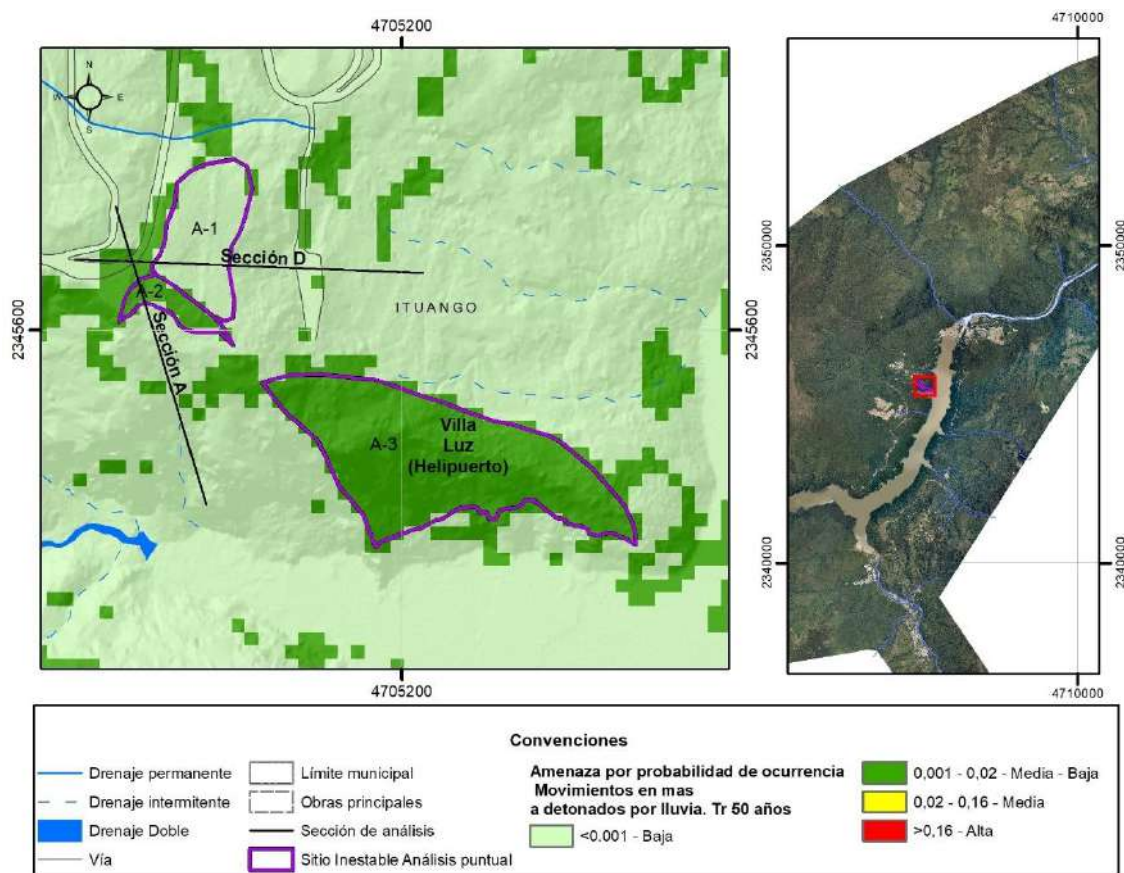 4705200
4710000
N
W
E
S
A-1
Sección D
A-2
Sección A
ITUANGO
A-3
Villa
Luz
(Helipuerto)
2345600
2345600
4705200
2350000
2350000
2340000
2340000
4710000
Convenciones
Drenaje permanente
Drenaje intermitente
Drenaje Doble
Vía
Límite municipal
Obras principales
Sección de análisis
Sitio Inestable Análisis puntual
Amenaza por probabilidad de ocurrencia
Movimientos en mas
a detonados por lluvia. Tr 50 años
<0.001 - Baja
0,001 - 0,02 - Media - Baja
0,02 - 0,16 - Media
>0,16 - Alta